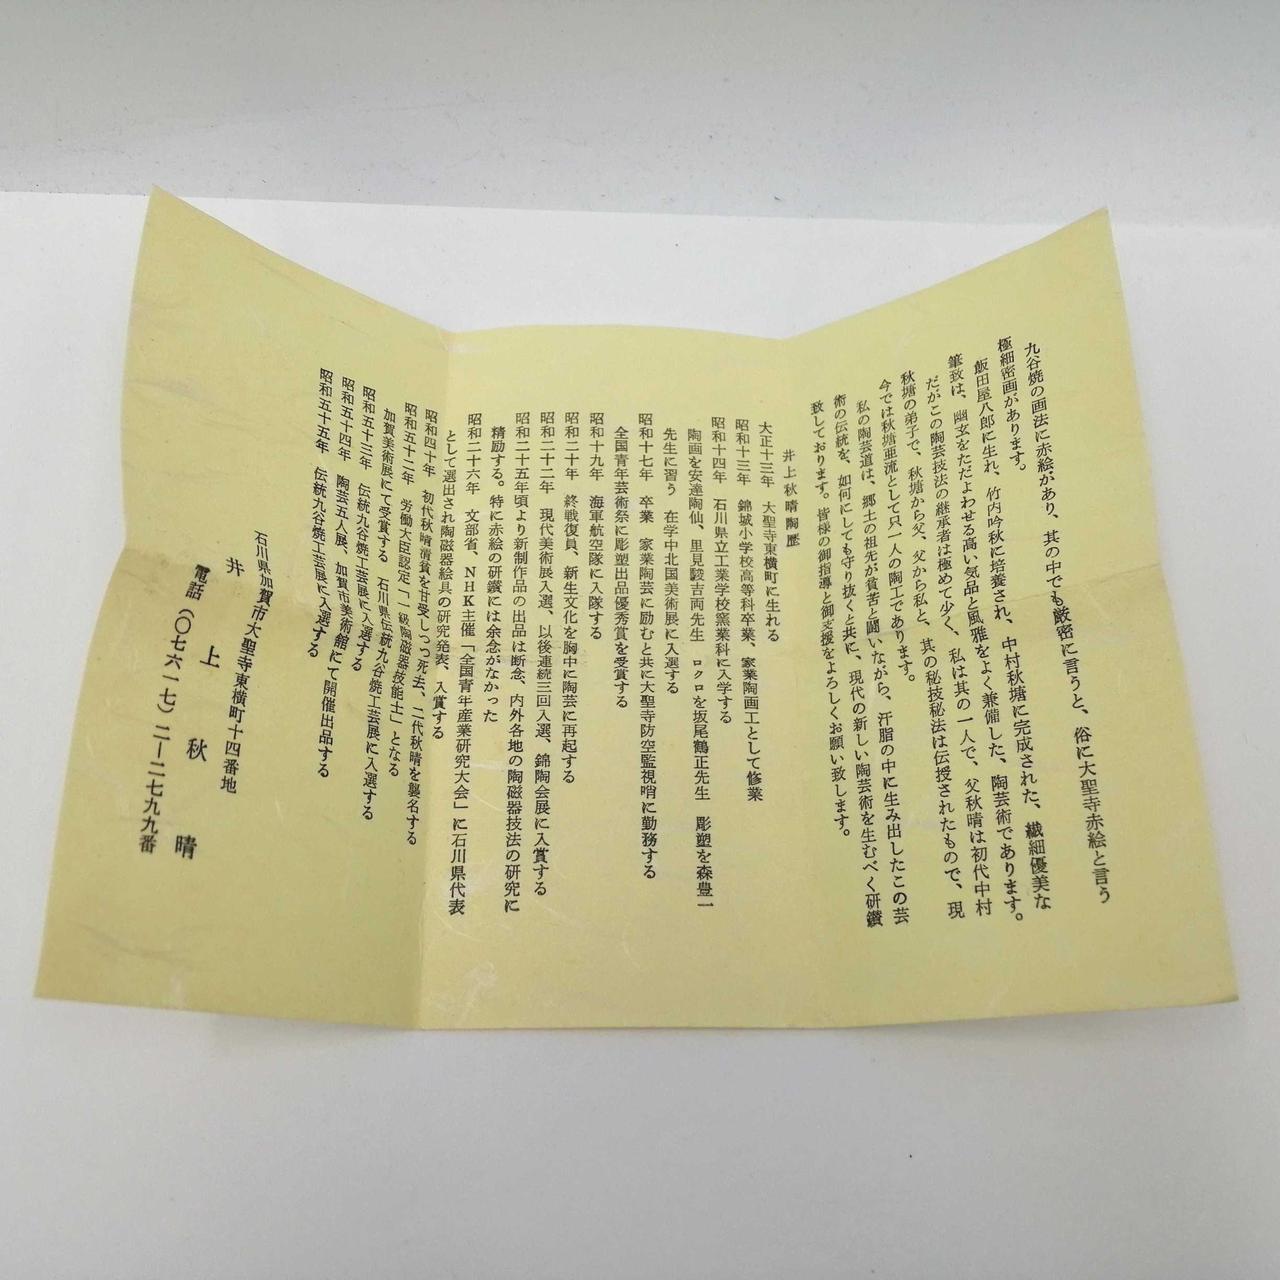 九谷焼の画法に赤絵があり、其の中でも厳密に言うと、俗に大聖寺赤絵と言う
極細密画があります。
飯田屋八郎に生れ、竹内吟秋に培養され、中村秋塘に完成された、繊細優美な
筆致は、幽玄をただよわせる高い気品と風雅をよく兼備した、陶芸術であります。
だがこの陶芸技法の継承者は極めて少く、私は其の一人で、父秋晴は初代中村
秋塘の弟子で、秋塘から父、父から私と、其の秘技秘法は伝授されたもので、現
今では秋塘亜流として只一人の陶工であります。
私の陶芸道は、郷土の祖先が貧苦と闘いながら、汗脂の中に生み出したこの芸
術の伝統を、如何にしても守り抜くと共に、現代の新しい陶芸術を生むべく研鑽
致しております。皆様の御指導と御支援をよろしくお願い致します。
井上秋晴陶歴
大正十三年 大聖寺東横町に生れる
昭和十三年 錦城小学校高等科卒業、家業陶画工として修業
昭和十四年 石川県立工業学校窯業科に入学する
陶画を安達陶仙、里見駿吉両先生 ロクロを坂尾鶴正先生 彫塑を森豊一
先生に習う 在学中北国美術展に入選する
昭和十七年 卒業 家業陶芸に励むと共に大聖寺防空監視哨に勤務する
全国青年芸術祭に彫塑出品優秀賞を受賞する
昭和十九年 海軍航空隊に入隊する
昭和二十年 終戦復員、新生文化を胸中に陶芸に再起する
昭和二十二年 現代美術展入選、以後連続三回入選、錦陶会展に入賞する
昭和二十五年頃より新制作品の出品は断念、内外各地の陶磁器技法の研究に
精励する。特に赤絵の研鑽には余念がなかった
昭和二十六年 文部省、NHK主催「全国青年産業研究大会」に石川県代表
として選出され陶磁器絵具の研究発表、入賞する
昭和四十年 初代秋晴清貧を甘受しつつ死去、二代秋晴を襲名する
昭和五十二年 労働大臣認定「一級陶磁器技能士」となる
加賀美術展にて受賞する 石川県伝統九谷焼工芸展に入選する
昭和五十三年 伝統九谷焼工芸展に入選する
昭和五十四年 陶芸五人展、加賀市美術館にて開催出品する
昭和五十五年 伝統九谷焼工芸展に入選する
石川県加賀市大聖寺東横町十四番地
井上秋晴
電話(〇七六一七)二ー二七九九番